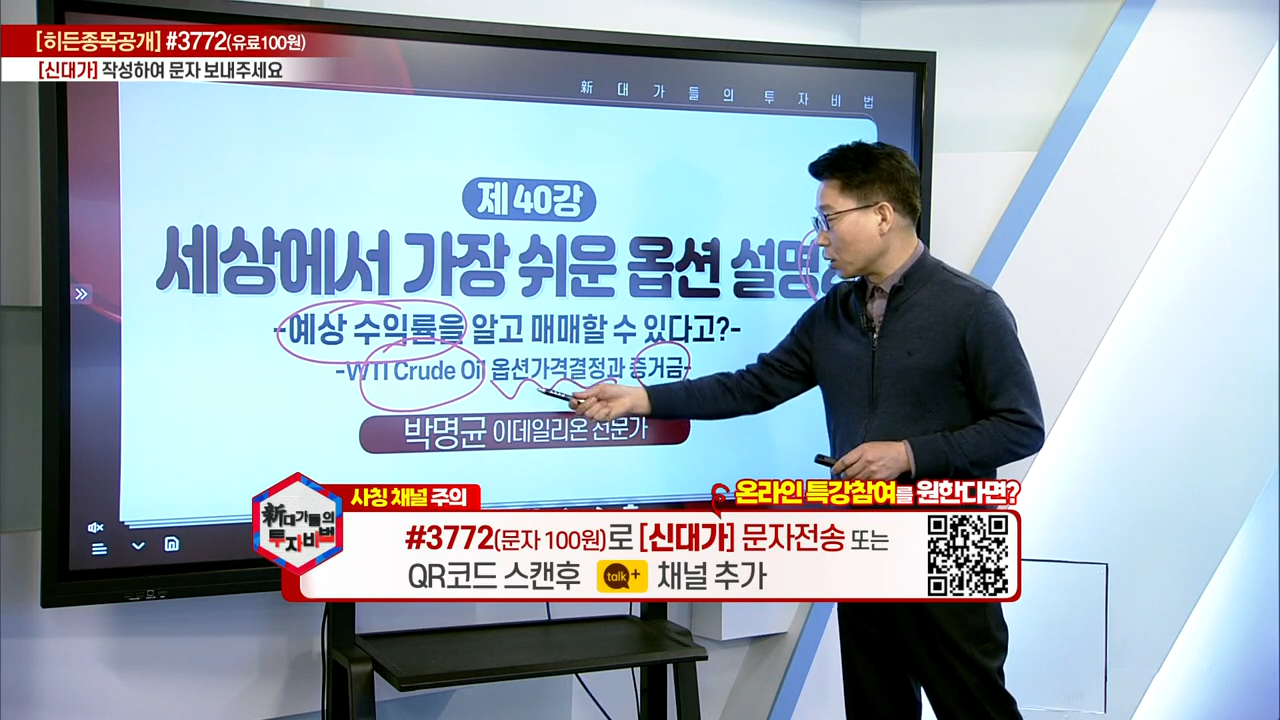 [히든종목공개] #3772(유료100원)
[신대가] 작성하여 문자 보내주세요
新 대 가 들 의 투 자 비 법
제 40강
세상에서 가장 쉬운 옵션 설명
-예상 수익률을 알고 매매할 수 있다고?-
-WTI Crude Oil 옵션가격결정과 증거금-
박명균 이데일리온 전문가
사칭 채널 주의
온라인 특강참여를 원한다면?
新대가들의
투자비법
#3772(문자 100원)로 [신대가] 문자전송 또는
QR코드 스캔후 talk+ 채널 추가